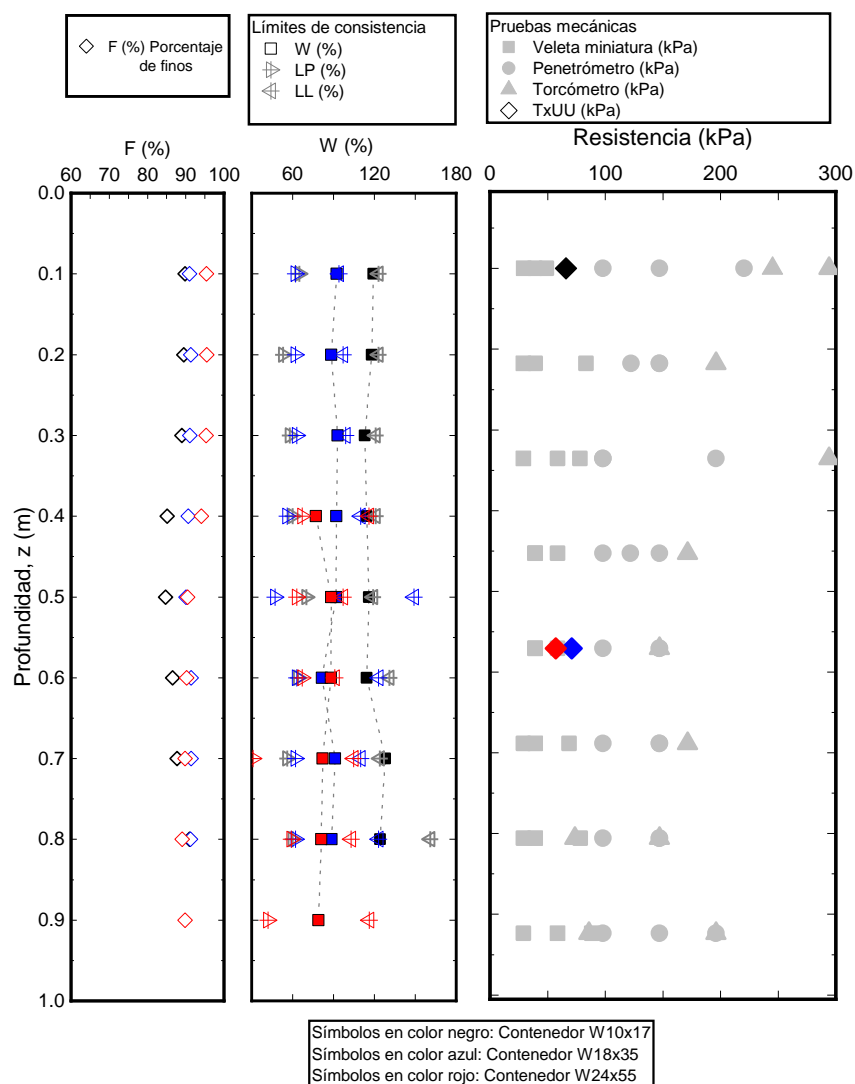 F (%) Porcentaje
de finos
Límites de consistencia
W (%)
LP (%)
LL (%)
Pruebas mecánicas
Veleta miniatura (kPa)
Penetrómetro (kPa)
Torcómetro (kPa)
TxUU (kPa)
F (%)
W (%)
Resistencia (kPa)
60 70 80 90 100
60 120 180
0 100 200 300
Profundidad, z (m)
0.0
0.1
0.2
0.3
0.4
0.5
0.6
0.7
0.8
0.9
1.0
Símbolos en color negro: Contenedor W10x17
Símbolos en color azul: Contenedor W18x35
Símbolos en color rojo: Contenedor W24x55